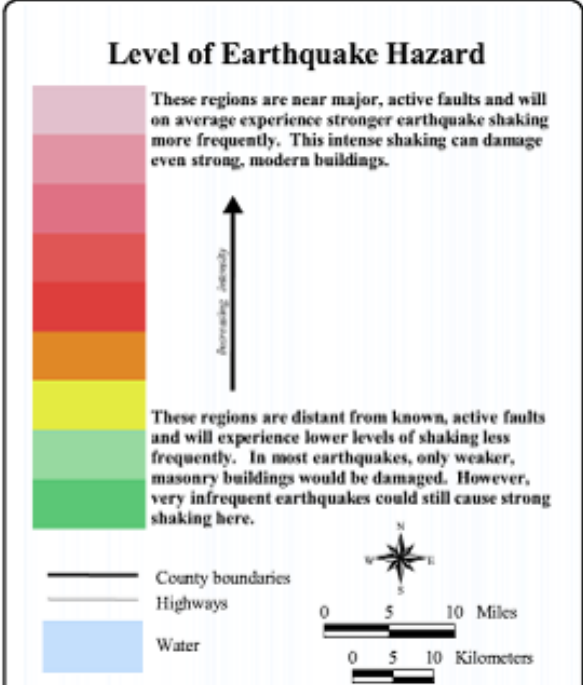 Level of Earthquake Hazard
These regions are near major, active faults and will
on average experience stronger earthquake shaking
more frequently. This intense shaking can damage
even strong, modern buildings.
Increasing intensity
These regions are distant from known, active faults
and will experience lower levels of shaking less
frequently. In most earthquakes, only weaker,
masonry buildings would be damaged. However,
very infrequent earthquakes could still cause strong
shaking here.
N
W E
S
County boundaries
Highways
Water
0 5 10 Miles
0 5 10 Kilometers